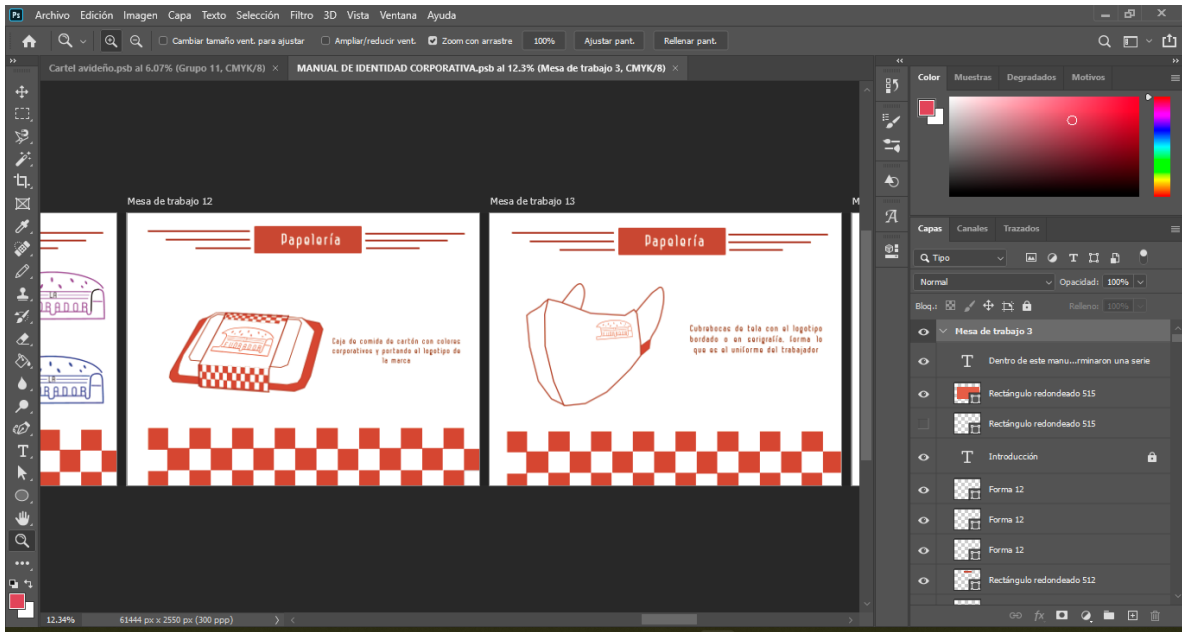 Ps Archivo Edición Imagen Capa Texto Selección Filtro 3D Vista Ventana Ayuda
Cambiar tamaño vent. para ajustar Ampliar/reducir vent. Zoom con arrastre 100% Ajustar pant. Rellenar pant.
Cartel avideño.psb al 6.07% (Grupo 11, CMYK/8) × MANUAL DE IDENTIDAD CORPORATIVA.psb al 12.3% (Mesa de trabajo 3, CMYK/8) ×
Mesa de trabajo 12
Papelería
Caja de comida de cartón con colores
corporativos y portando el logotipo de
la marca
Mesa de trabajo 13
Papelería
Cubrebocas de tela con el logotipo
bordado o en serigrafía, forma lo
que es al uniforme del trabajador
M
LA
LA
12.34% 61444 px x 2550 px (300 ppp)
Color Muestras Degradados Motivos
Capas Canales Trazados
Tipo
Normal Opacidad: 100%
Bloq.: Relleno: 100%
Mesa de trabajo 3
T Dentro de este manu...rminaron una serie
Rectángulo redondeado 515
Rectángulo redondeado 515
T Introducción
Forma 12
Forma 12
Forma 12
Rectángulo redondeado 512
fx